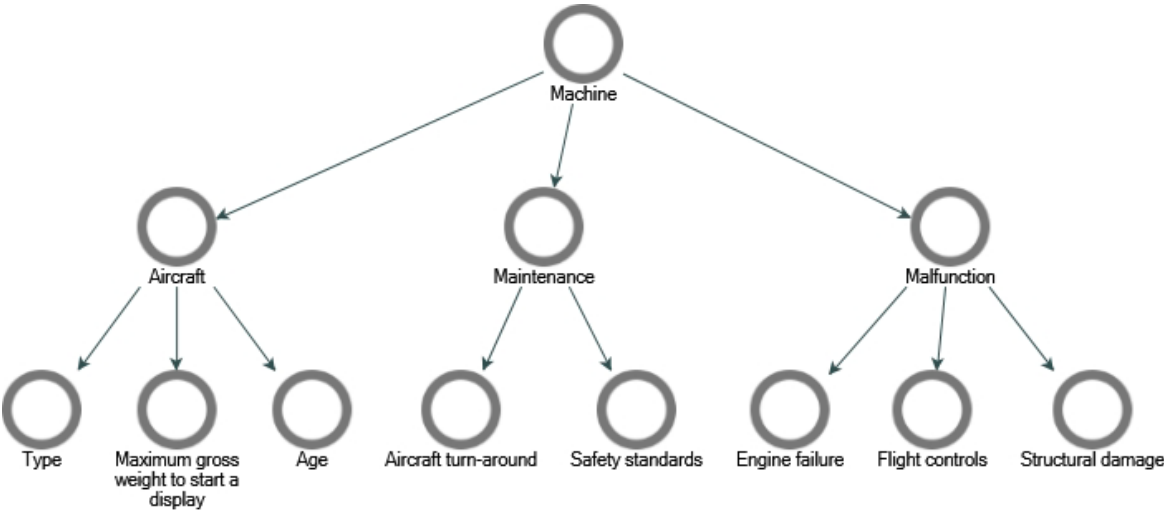 Machine
Aircraft
Maintenance
Malfunction
Type
Maximum gross
weight to start a
display
Age
Aircraft turn-around
Safety standards
Engine failure
Flight controls
Structural damage